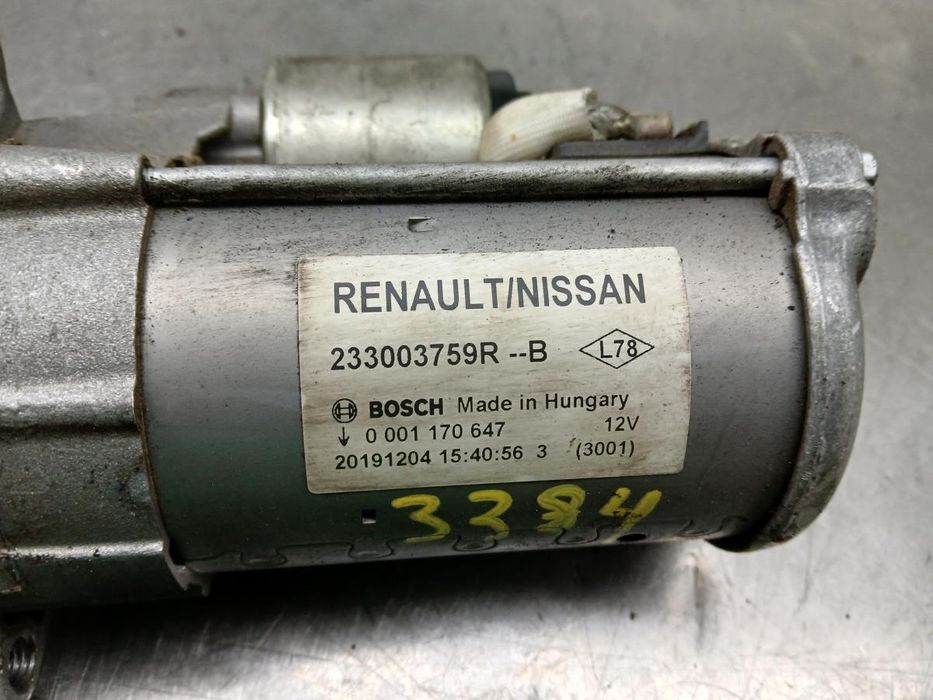 RENAULT/NISSAN
233003759R --B L78
BOSCH Made in Hungary
0 001 170 647 12V
20191204 15:40:56 3 (3001)
3384